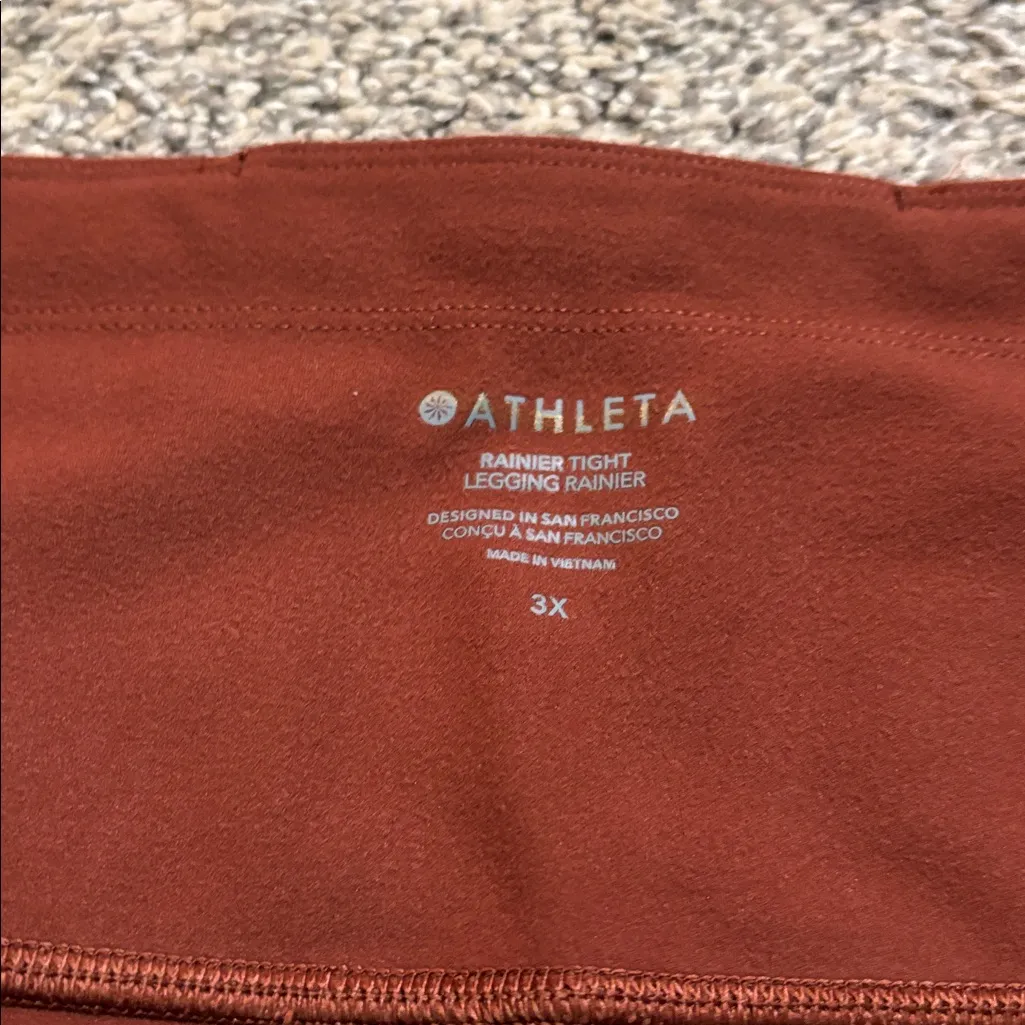 ATHLETA
RAINIER TIGHT
LEGGING RAINIER
DESIGNED IN SAN FRANCISCO
CONÇU À SAN FRANCISCO
MADE IN VIETNAM
3X